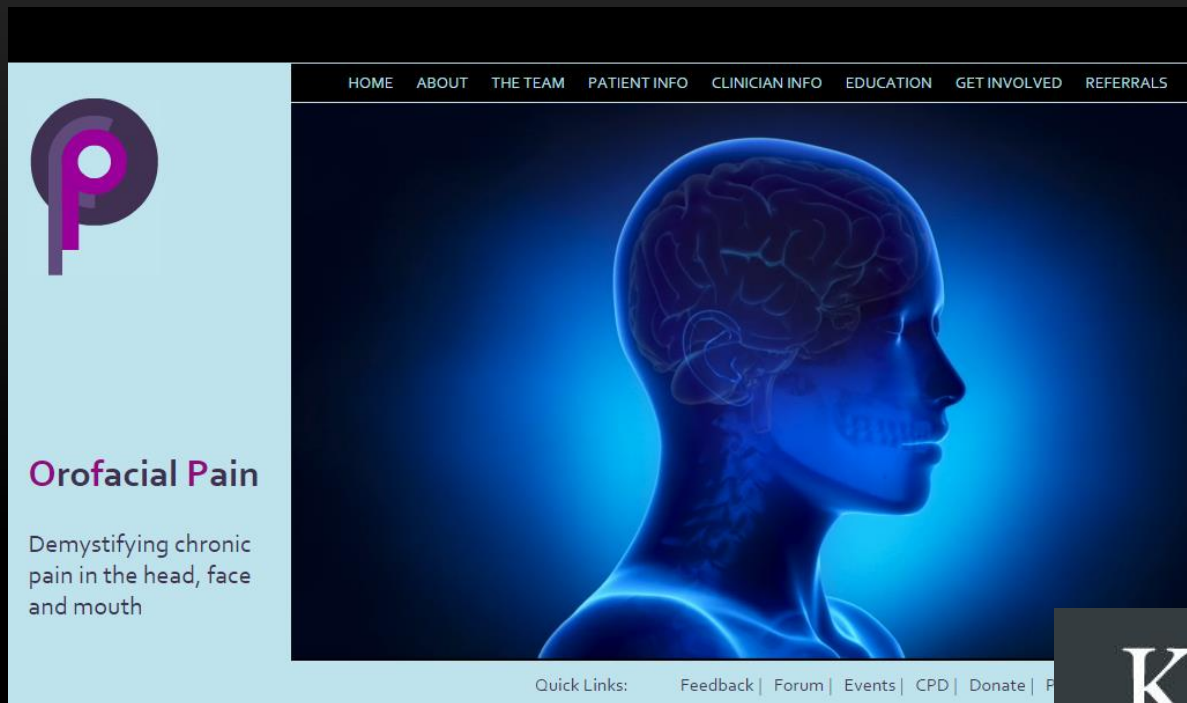 HOME ABOUT THE TEAM PATIENT INFO CLINICIAN INFO EDUCATION GET INVOLVED REFERRALS
Orofacial Pain
Demystifying chronic
pain in the head, face
and mouth
Quick Links: Feedback | Forum | Events | CPD | Donate |